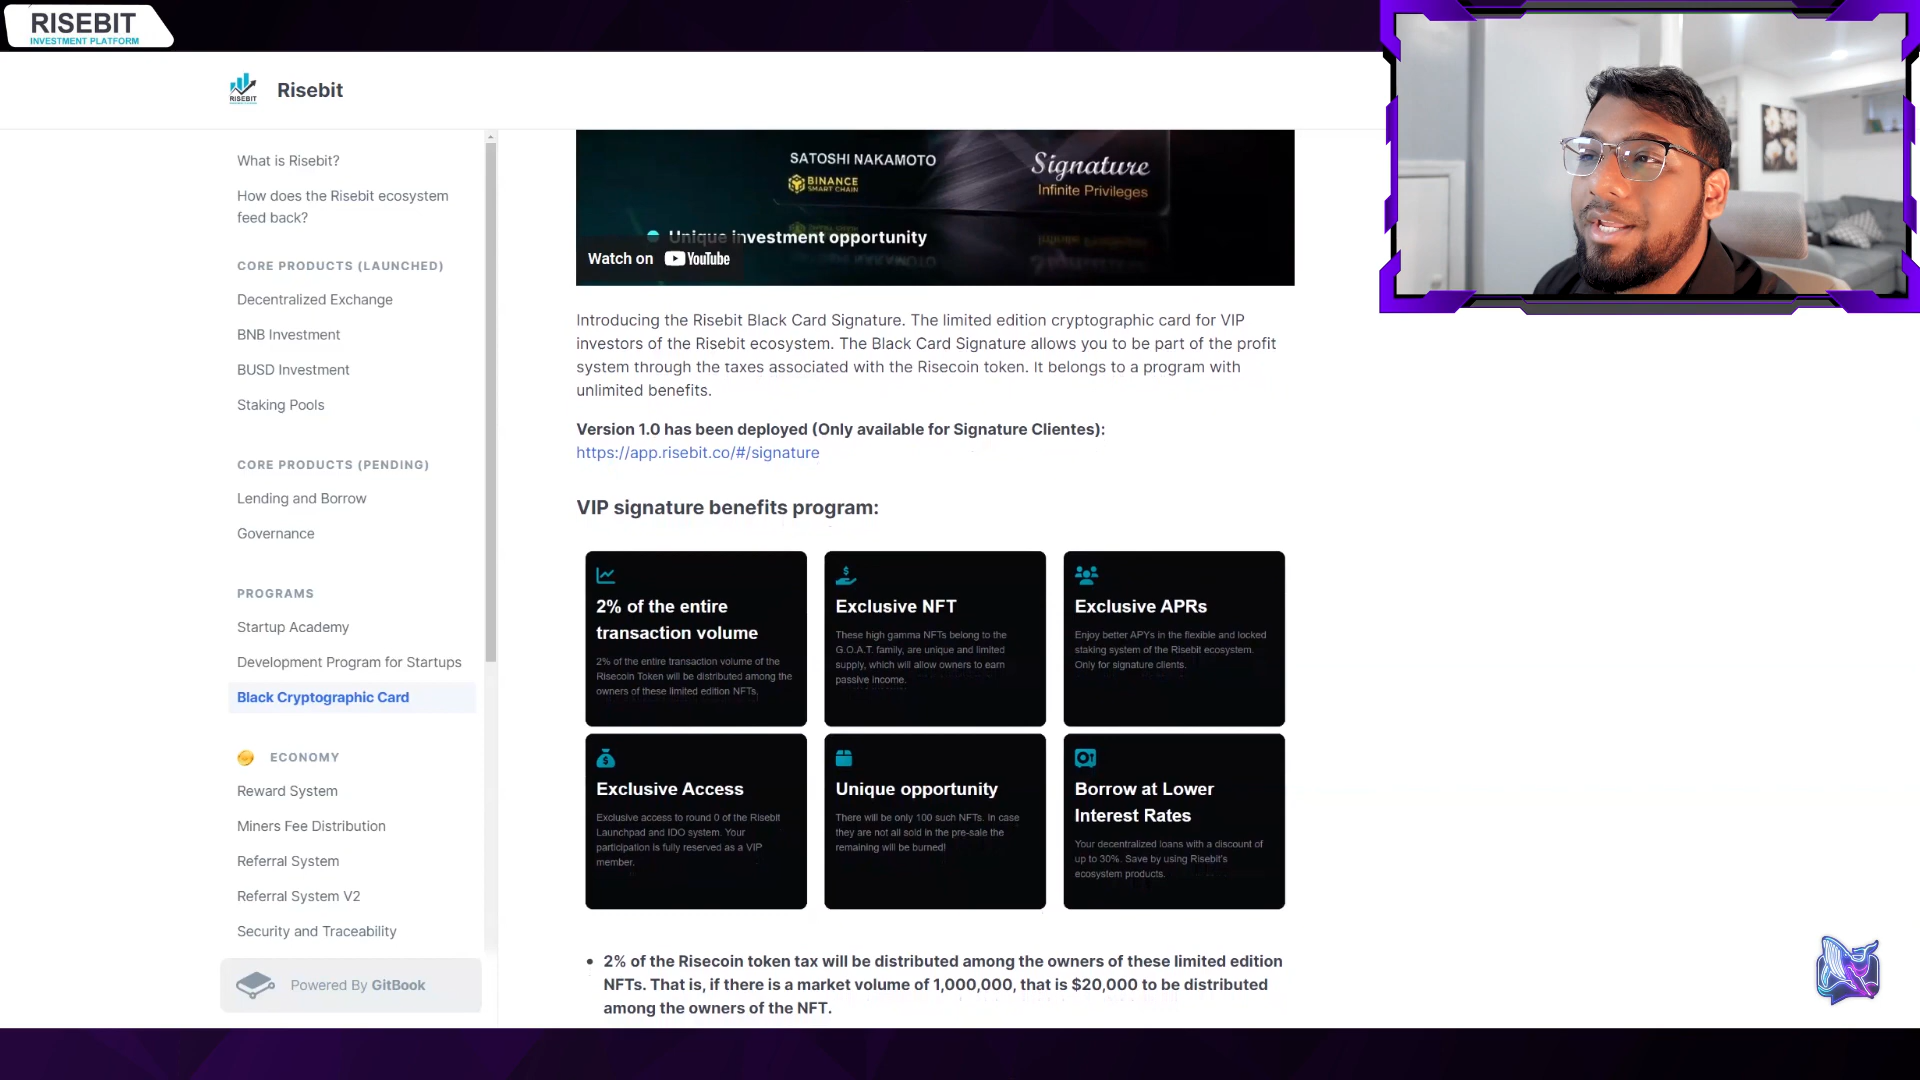 RISEBIT
INVESTMENT PLATFORM
RISEBIT
Risebit
What is Risebit?
How does the Risebit ecosystem
feed back?
CORE PRODUCTS (LAUNCHED)
Decentralized Exchange
BNB Investment
BUSD Investment
Staking Pools
CORE PRODUCTS (PENDING)
Lending and Borrow
Governance
PROGRAMS
Startup Academy
Development Program for Startups
Black Cryptographic Card
ECONOMY
Reward System
Miners Fee Distribution
Referral System
Referral System V2
Security and Traceability
Powered By GitBook
SATOSHI NAKAMOTO
BINANCE
SMART CHAIN
Signature
Infinite Privileges
Unique investment opportunity
Watch on YouTube
Introducing the Risebit Black Card Signature. The limited edition cryptographic card for VIP
investors of the Risebit ecosystem. The Black Card Signature allows you to be part of the profit
system through the taxes associated with the Risecoin token. It belongs to a program with
unlimited benefits.
Version 1.0 has been deployed (Only available for Signature Clientes):
https://app.risebit.co/#/signature
VIP signature benefits program:
2% of the entire
transaction volume
2% of the entire transaction volume of the
Risecoin Token will be distributed among the
owners of these limited edition NFTs.
Exclusive NFT
These high gamma NFTs belong to the
G.O.A.T. family, are unique and limited
supply, which will allow owners to earn
passive income.
Exclusive APRs
Enjoy better APYs in the flexible and locked
staking system of the Risebit ecosystem.
Only for signature clients.
Exclusive Access
Exclusive access to round 0 of the Risebit
Launchpad and IDO system. Your
participation is fully reserved as a VIP
member.
Unique opportunity
There will be only 100 such NFTs. In case
they are not all sold in the pre-sale the
remaining will be burned!
Borrow at Lower
Interest Rates
Your decentralized loans with a discount of
up to 30%. Save by using Risebit's
ecosystem products.
• 2% of the Risecoin token tax will be distributed among the owners of these limited edition
NFTs. That is, if there is a market volume of 1,000,000, that is $20,000 to be distributed
among the owners of the NFT.